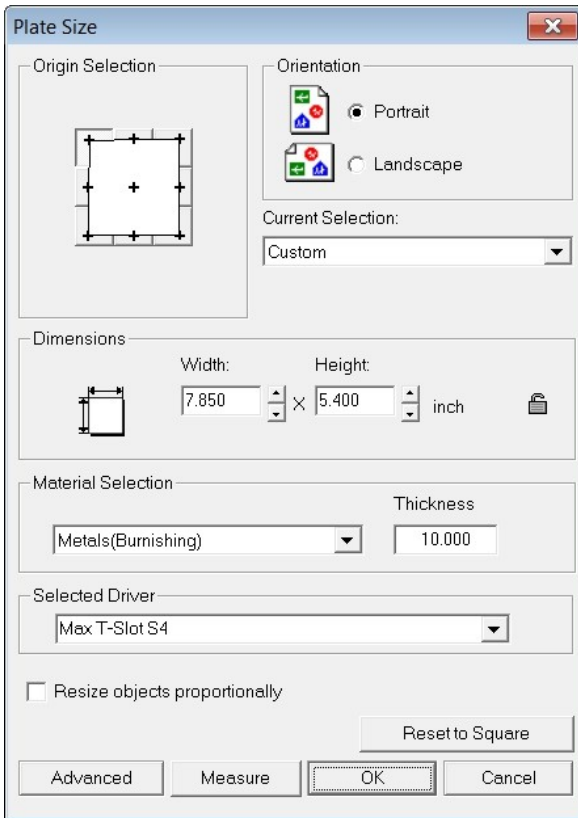 Plate Size
Origin Selection
Orientation
Portrait
Landscape
Current Selection:
Custom
Dimensions
Width: Height:
7.850 X 5.400 inch
Material Selection
Thickness
Metals(Burnishing) 10.000
Selected Driver
Max T-Slot S4
Resize objects proportionally
Reset to Square
Advanced Measure OK Cancel